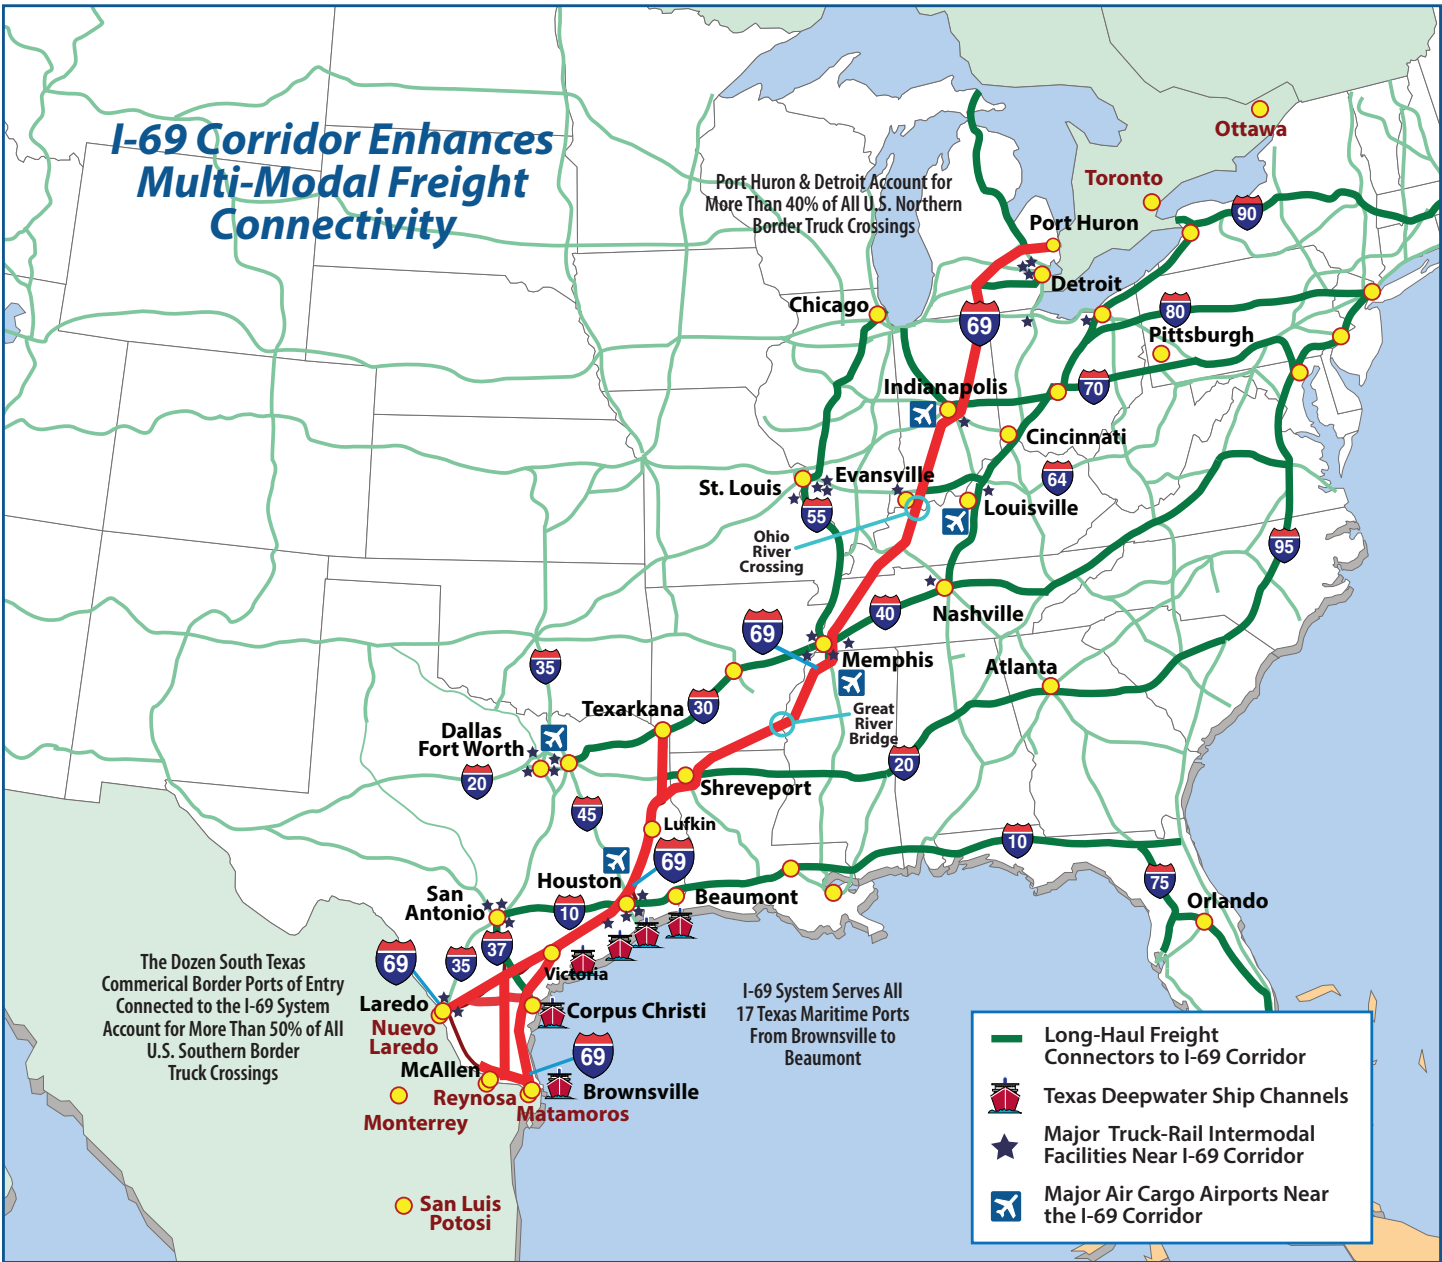 I-69 Corridor Enhances
Multi-Modal Freight
Connectivity
Ottawa
Toronto
Port Huron & Detroit Account for
More Than 40% of All U.S. Northern
Border Truck Crossings
Port Huron
90
Detroit
Chicago
69
80
Pittsburgh
Indianapolis
70
Cincinnati
Evansville
St. Louis
64
55
Louisville
Ohio
River
Crossing
95
40
Nashville
69
Memphis
35
Atlanta
Texarkana
30
Great
River
Bridge
Dallas
Fort Worth
20
20
Shreveport
45
Lufkin
10
69
Houston
75
San
Antonio
10
Beaumont
Orlando
37
35
69
The Dozen South Texas
Commerical Border Ports of Entry
Connected to the I-69 System
Account for More Than 50% of All
U.S. Southern Border
Truck Crossings
Victoria
I-69 System Serves All
17 Texas Maritime Ports
From Brownsville to
Beaumont
Laredo
Corpus Christi
Nuevo
Laredo
69
McAllen
Brownsville
Reynosa
Matamoros
Monterrey
San Luis
Potosi
Long-Haul Freight
Connectors to I-69 Corridor
Texas Deepwater Ship Channels
Major Truck-Rail Intermodal
Facilities Near I-69 Corridor
Major Air Cargo Airports Near
the I-69 Corridor